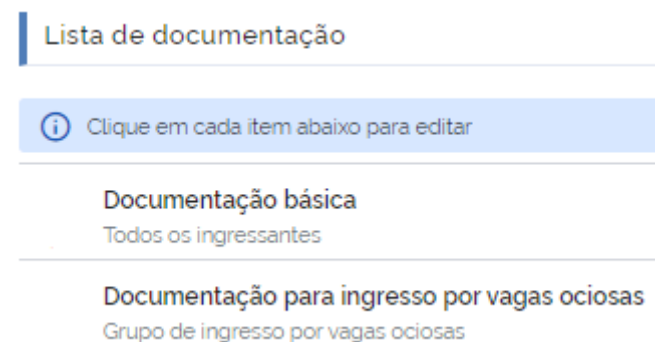 Lista de documentação
Clique em cada item abaixo para editar
Documentação básica
Todos os ingressantes
Documentação para ingresso por vagas ociosas
Grupo de ingresso por vagas ociosas